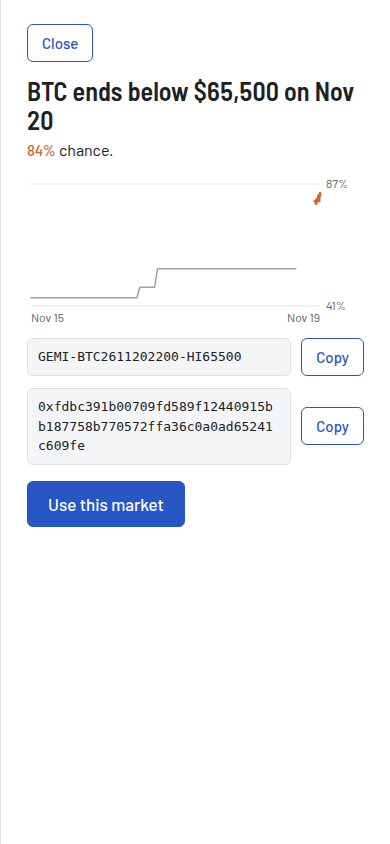 Close
BTC ends below $65,500 on Nov
20
84% chance.
87%
41%
Nov 15
Nov 19
GEMI-BTC2611202200-HI65500
Copy
0xfdbc391b00709fd589f12440915b
b187758b770572ffa36c0a0ad65241
c609fe
Copy
Use this market